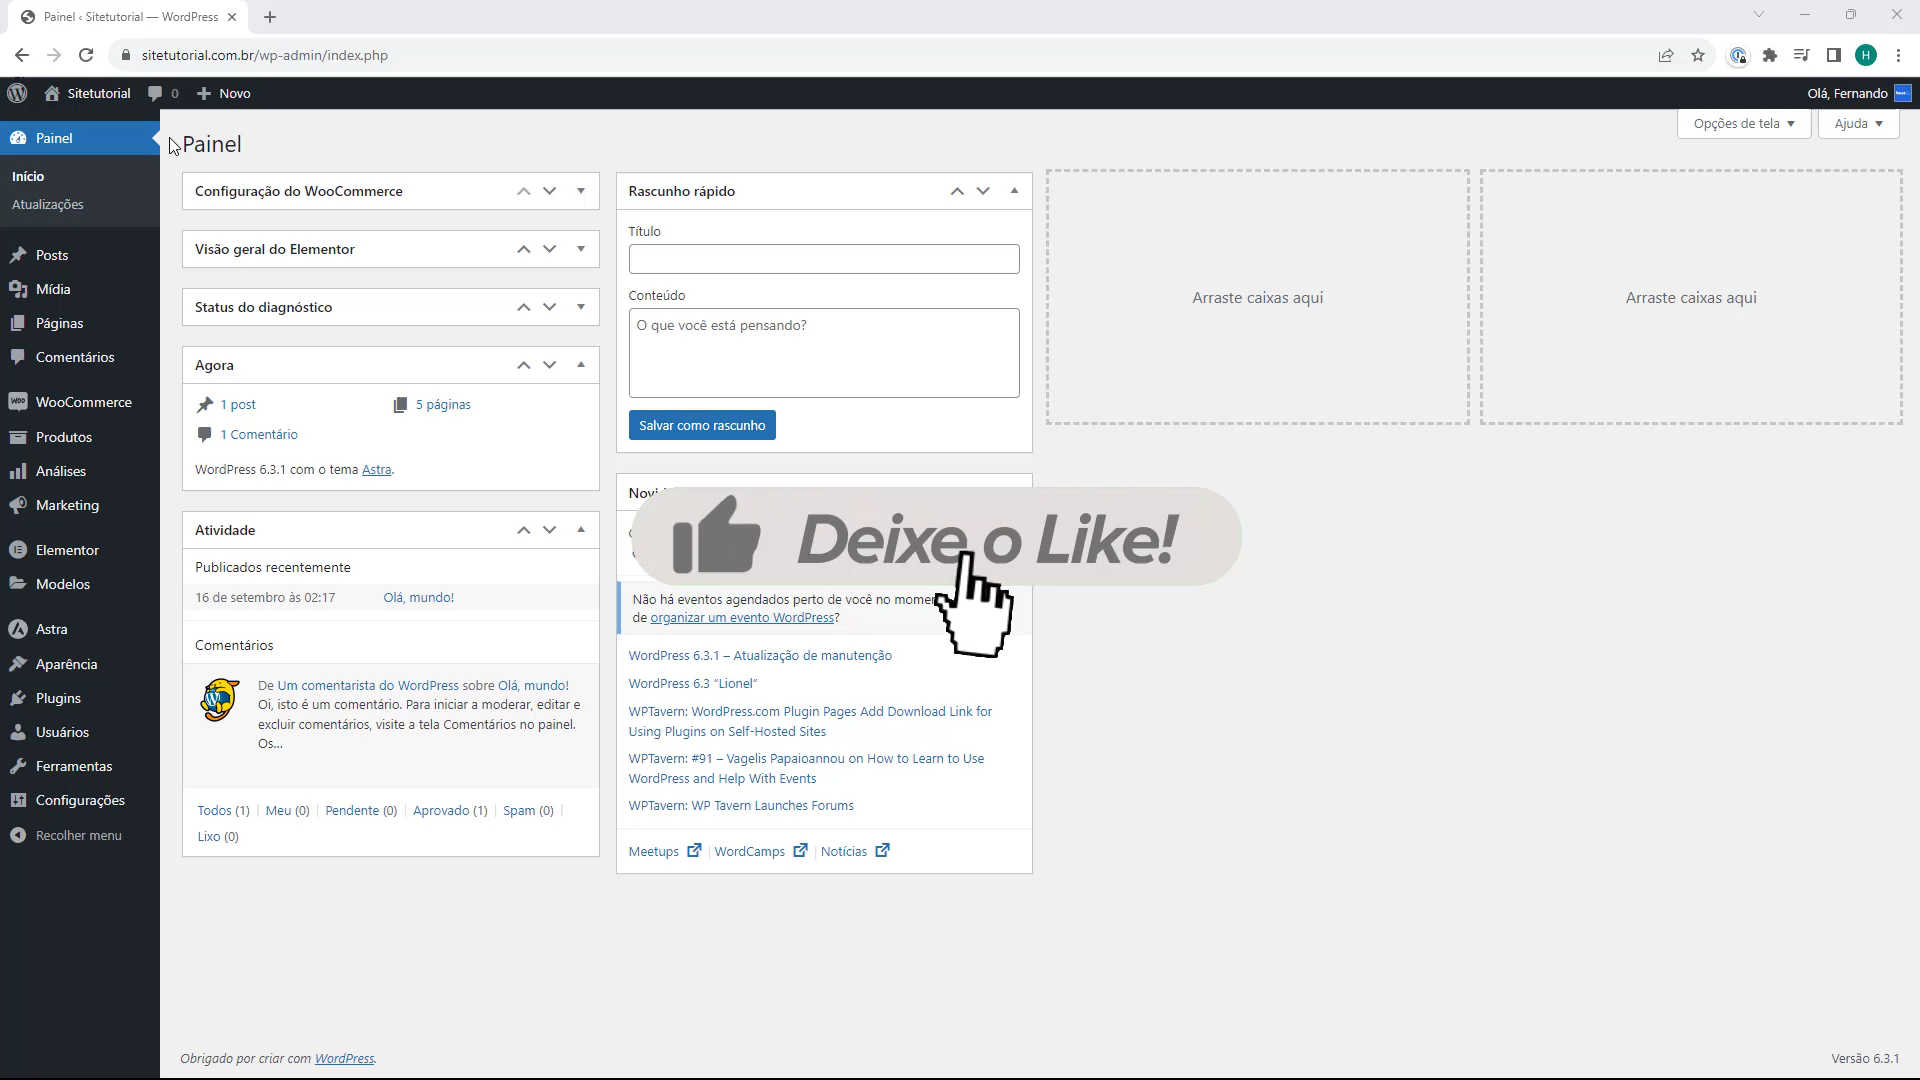 Painel ‹ Sitetutorial — WordPress
sitetutorial.com.br/wp-admin/index.php
H
Sitetutorial
0
Novo
Olá, Fernando
Painel
Início
Atualizações
Posts
Mídia
Páginas
Comentários
WooCommerce
Produtos
Análises
Marketing
Elementor
Modelos
Astra
Aparência
Plugins
Usuários
Ferramentas
Configurações
Recolher menu
Painel
Opções de tela
Ajuda
Configuração do WooCommerce
Visão geral do Elementor
Status do diagnóstico
Agora
1 post
5 páginas
1 Comentário
WordPress 6.3.1 com o tema Astra.
Atividade
Publicados recentemente
16 de setembro às 02:17
Olá, mundo!
Comentários
De Um comentarista do WordPress sobre Olá, mundo!
Oi, isto é um comentário. Para iniciar a moderar, editar e
excluir comentários, visite a tela Comentários no painel.
Os...
Todos (1) | Meu (0) | Pendente (0) | Aprovado (1) | Spam (0) |
Lixo (0)
Rascunho rápido
Título
Conteúdo
O que você está pensando?
Salvar como rascunho
Deixe o Like!
Não há eventos agendados perto de você no
de organizar um evento WordPress?
WordPress 6.3.1 – Atualização de manutenção
WordPress 6.3 “Lionel”
WPTavern: WordPress.com Plugin Pages Add Download Link for
Using Plugins on Self-Hosted Sites
WPTavern: #91 – Vagelis Papaioannou on How to Learn to Use
WordPress and Help With Events
WPTavern: WP Tavern Launches Forums
Meetups | WordCamps | Notícias
Arraste caixas aqui
Arraste caixas aqui
Obrigado por criar com WordPress.
Versão 6.3.1